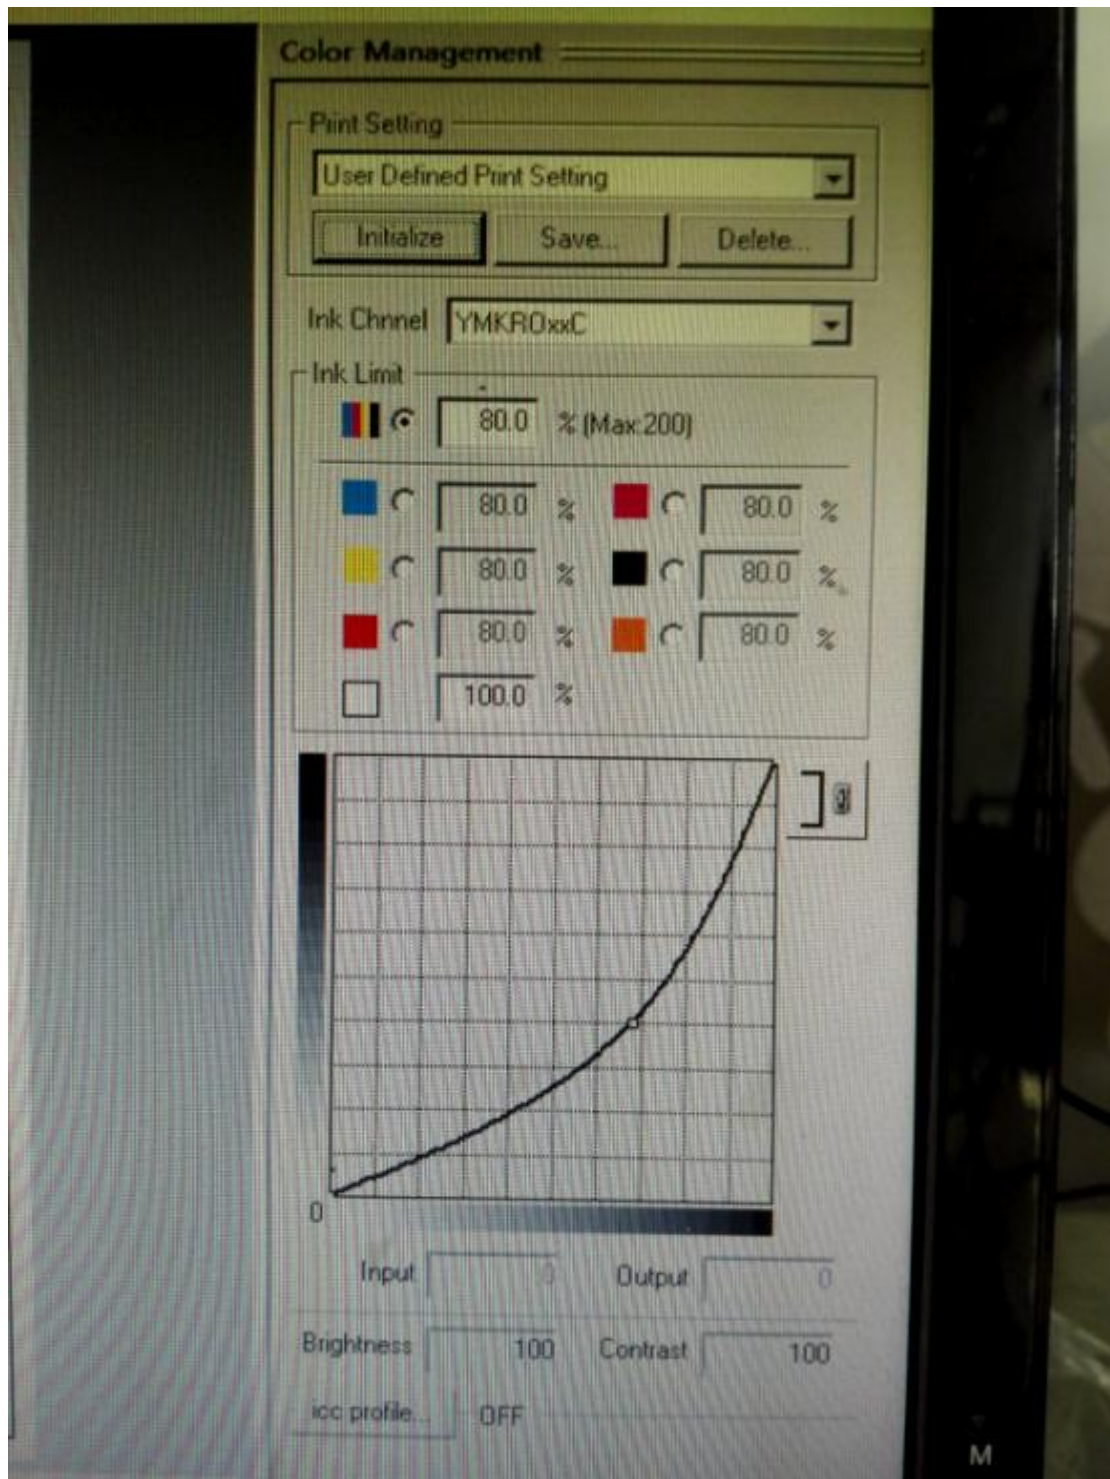 Color Management
Print Setting
User Defined Print Setting
Initialize Save... Delete...
Ink Chnnel YMKROxxC
Ink Limit
80.0 % (Max:200)
80.0 % 80.0 %
80.0 % 80.0 %
80.0 % 80.0 %
100.0 %
0
Input 0 Output 0
Brightness 100 Contrast 100
icc profile... OFF
M